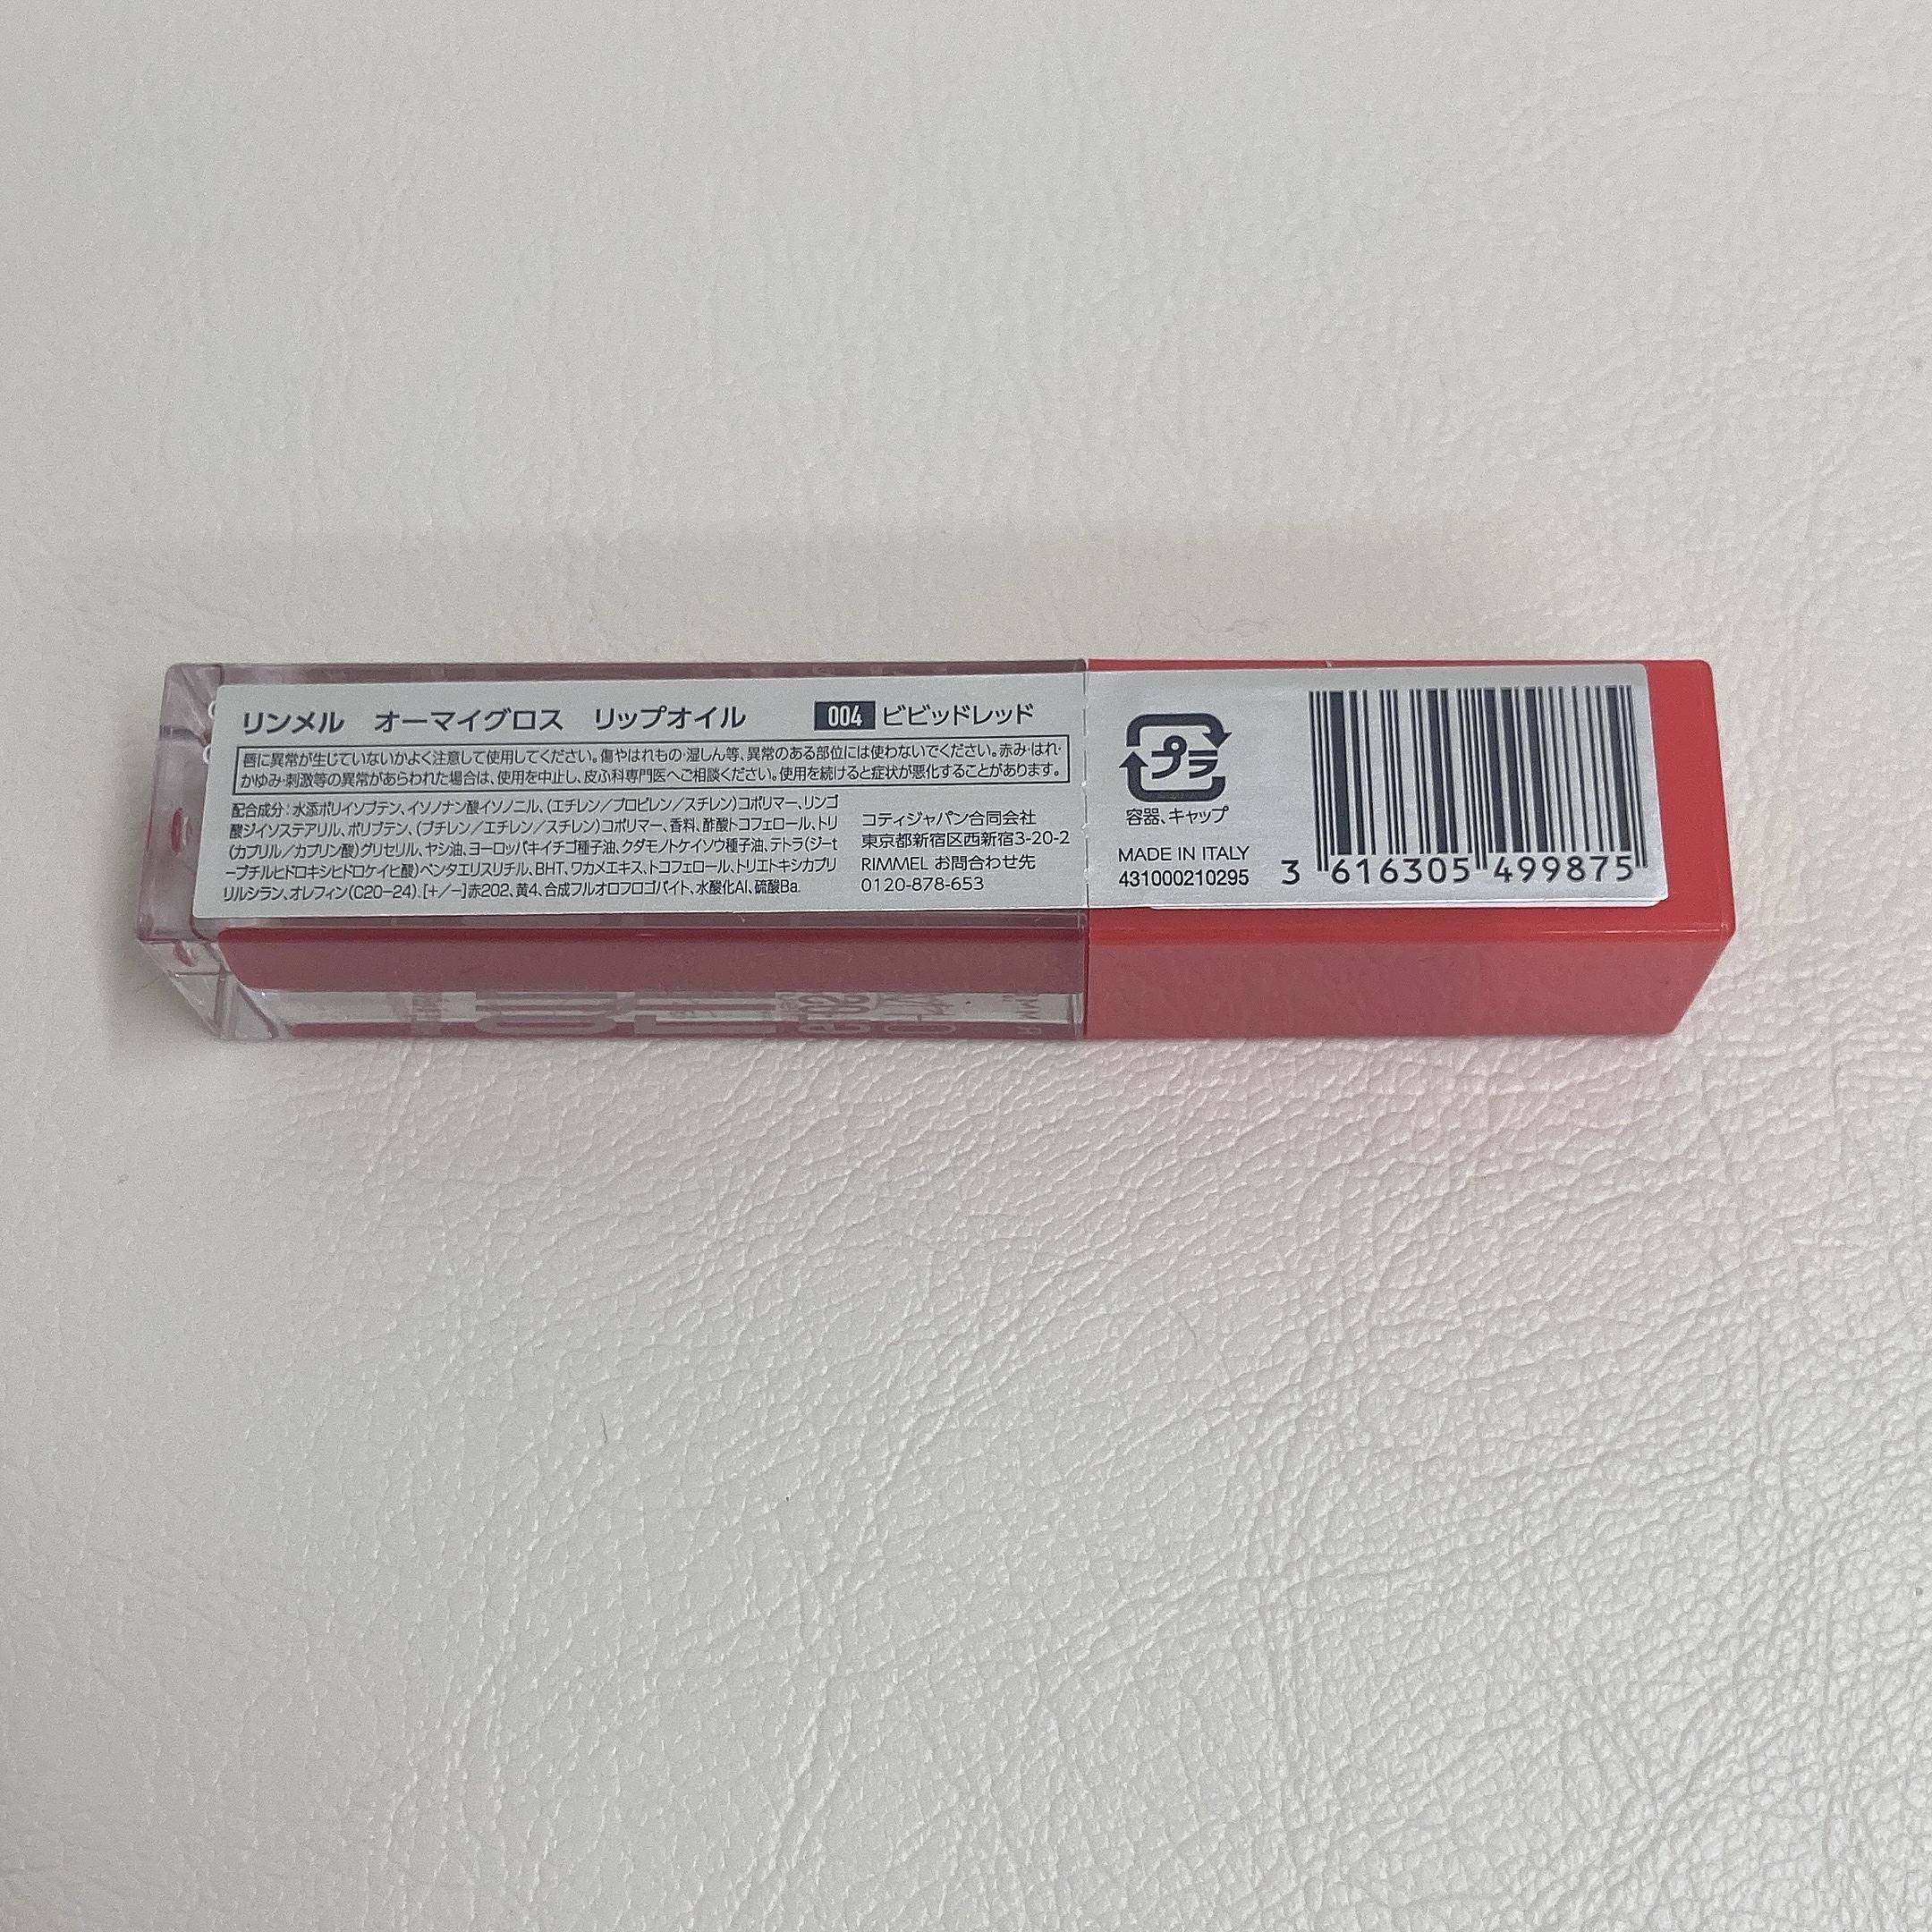 リンメル オーマイグロス リップオイル 004 ビビッドレッド
唇に異常が生じていないかよく注意して使用してください。傷やはれもの・湿しん等、異常のある部位には使わないでください。赤み・はれ・
かゆみ・刺激等の異常があらわれた場合は、使用を中止し、皮ふ科専門医へご相談ください。使用を続けると症状が悪化することがあります。
配合成分：水添ポリイソブテン、イソノナン酸イソノニル、(エチレン/プロピレン/スチレン)コポリマー、リンゴ
酸ジイソステアリル、ポリブテン、(ブチレン/エチレン/スチレン)コポリマー、香料、酢酸トコフェロール、トリ
(カプリル/カプリン酸)グリセリル、ヤシ油、ヨーロッパキイチゴ種子油、クダモノトケイソウ種子油、テトラ(ジーt
ーブチルヒドロキシヒドロケイヒ酸)ペンタエリスリチル、BHT、ワカメエキス、トコフェロール、トリエトキシカプリ
リルシラン、オレフィン(C20-24)、[+/-]赤202、黄4、合成フルオロフロゴパイト、水酸化Al、硫酸Ba.
コティジャパン合同会社
東京都新宿区西新宿3-20-2
RIMMEL お問合わせ先
0120-878-653
プラ
容器、キャップ
MADE IN ITALY
431000210295
3 616305 499875